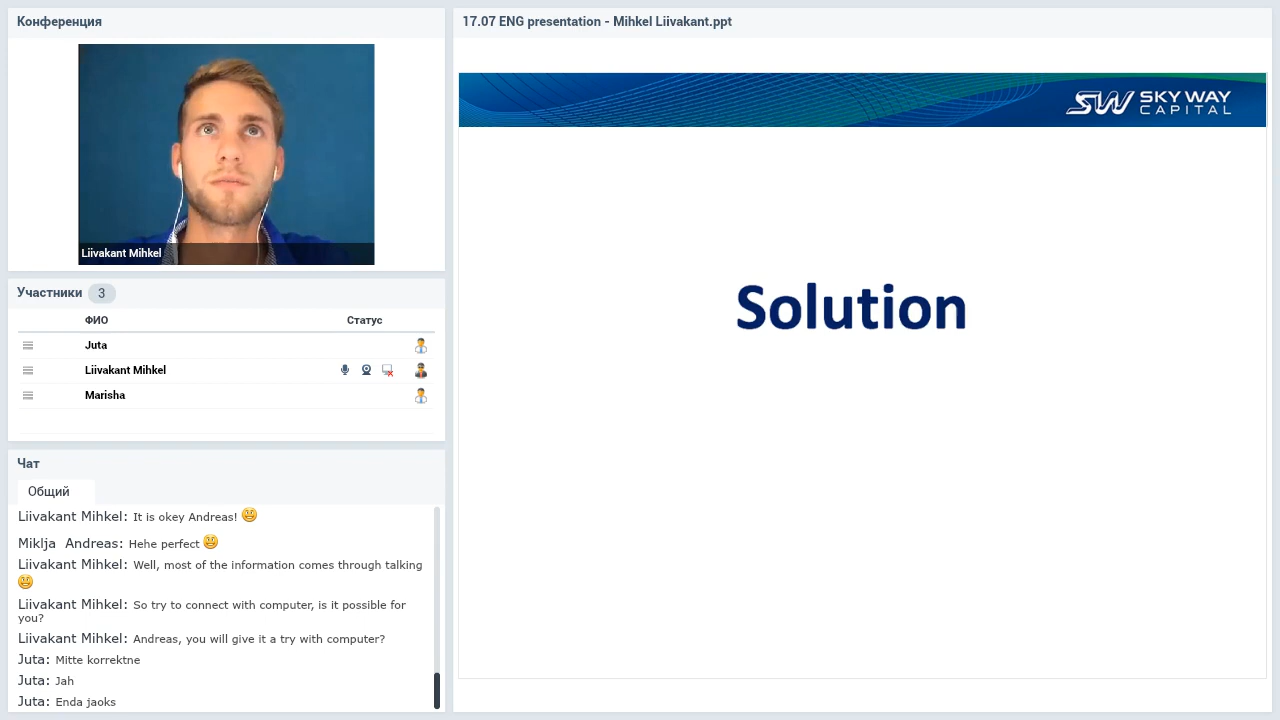 Конференция
Liivakant Mihkel
Участники 3
ФИО Статус
Juta
Liivakant Mihkel
Marisha
Чат
Общий
Liivakant Mihkel: It is okey Andreas!
Miklja Andreas: Hehe perfect
Liivakant Mihkel: Well, most of the information comes through talking
Liivakant Mihkel: So try to connect with computer, is it possible for
you?
Liivakant Mihkel: Andreas, you will give it a try with computer?
Juta: Mitte korrektne
Juta: Jah
Juta: Enda jaoks
17.07 ENG presentation - Mihkel Liivakant.ppt
SW SKY WAY
CAPITAL
Solution